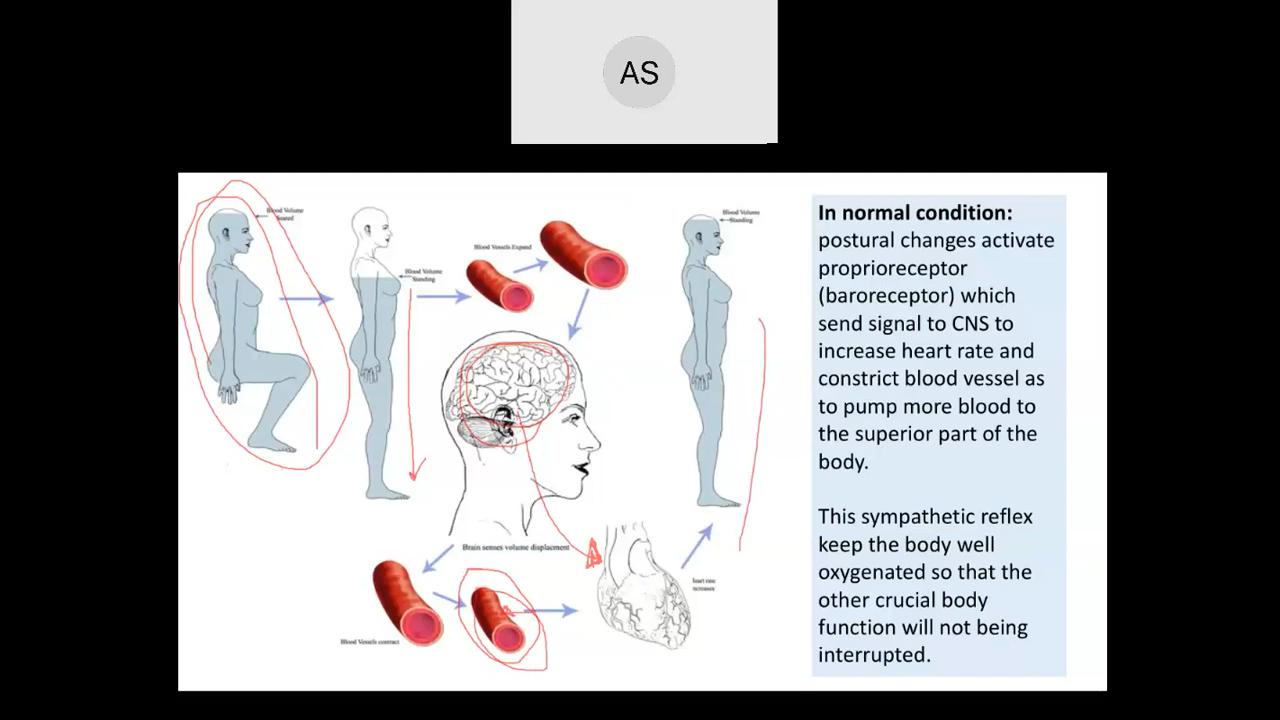 AS
Blood Volume
Seated
Blood Volume
Standing
Blood Vessels Expand
Blood Volume
Standing
Brain senses volume displacment
Blood Vessels contract
Heart rate
increases
In normal condition:
postural changes activate
proprioreceptor
(baroreceptor) which
send signal to CNS to
increase heart rate and
constrict blood vessel as
to pump more blood to
the superior part of the
body.
This sympathetic reflex
keep the body well
oxygenated so that the
other crucial body
function will not being
interrupted.